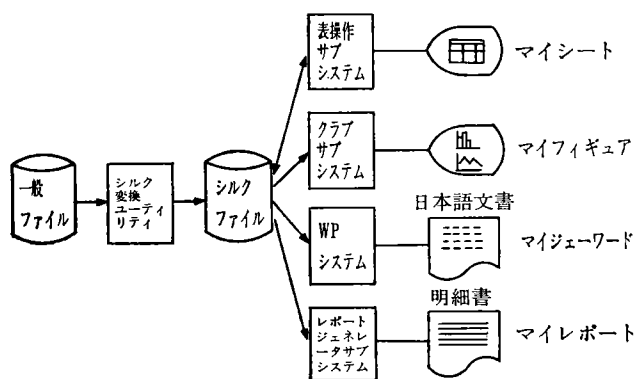 表操作
サブ
システム
マイシート
クラブ
サブ
システム
マイフィギュア
一般
ファイル
シルク
変換
ユーティ
リティ
シルク
ファイル
日本語文書
WP
システム
マイジェーワード
明細書
レポート
ジェネレ
ータサブ
システム
マイレポート